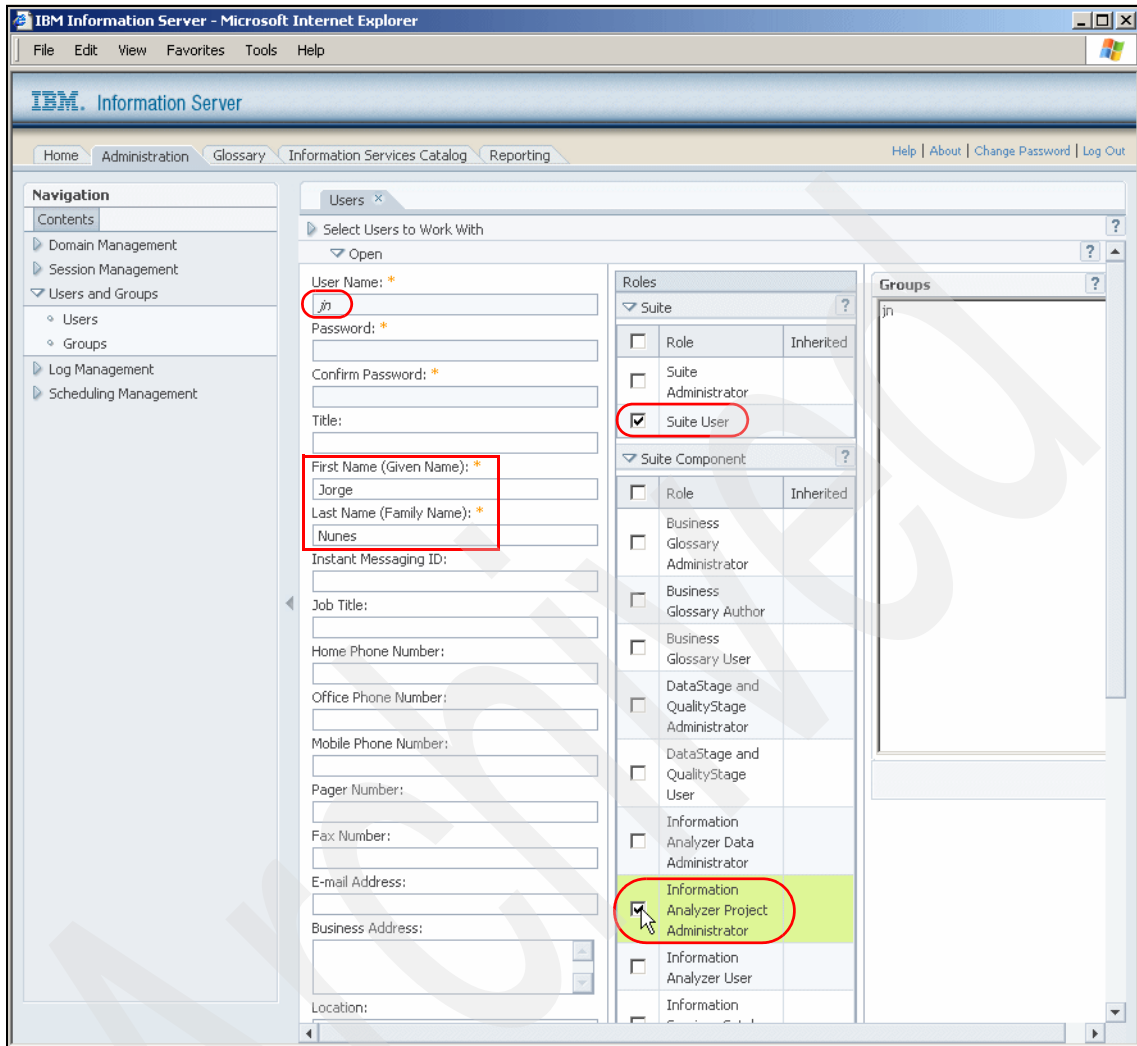 IBM Information Server - Microsoft Internet Explorer
File Edit View Favorites Tools Help
IBM. Information Server
Home Administration Glossary Information Services Catalog Reporting
Help | About | Change Password | Log Out
Navigation
Contents
Domain Management
Session Management
Users and Groups
Users
Groups
Log Management
Scheduling Management
Users ×
Select Users to Work With ?
Open ?
User Name: *
jn
Password: *
Confirm Password: *
Title:
First Name (Given Name): *
Jorge
Last Name (Family Name): *
Nunes
Instant Messaging ID:
Job Title:
Home Phone Number:
Office Phone Number:
Mobile Phone Number:
Pager Number:
Fax Number:
E-mail Address:
Business Address:
Location:
Roles
Suite ?
Role Inherited
Suite
Administrator
Suite User
Suite Component ?
Role Inherited
Business
Glossary
Administrator
Business
Glossary Author
Business
Glossary User
DataStage and
QualityStage
Administrator
DataStage and
QualityStage
User
Information
Analyzer Data
Administrator
Information
Analyzer Project
Administrator
Information
Analyzer User
Information
Groups ?
jn
Archived